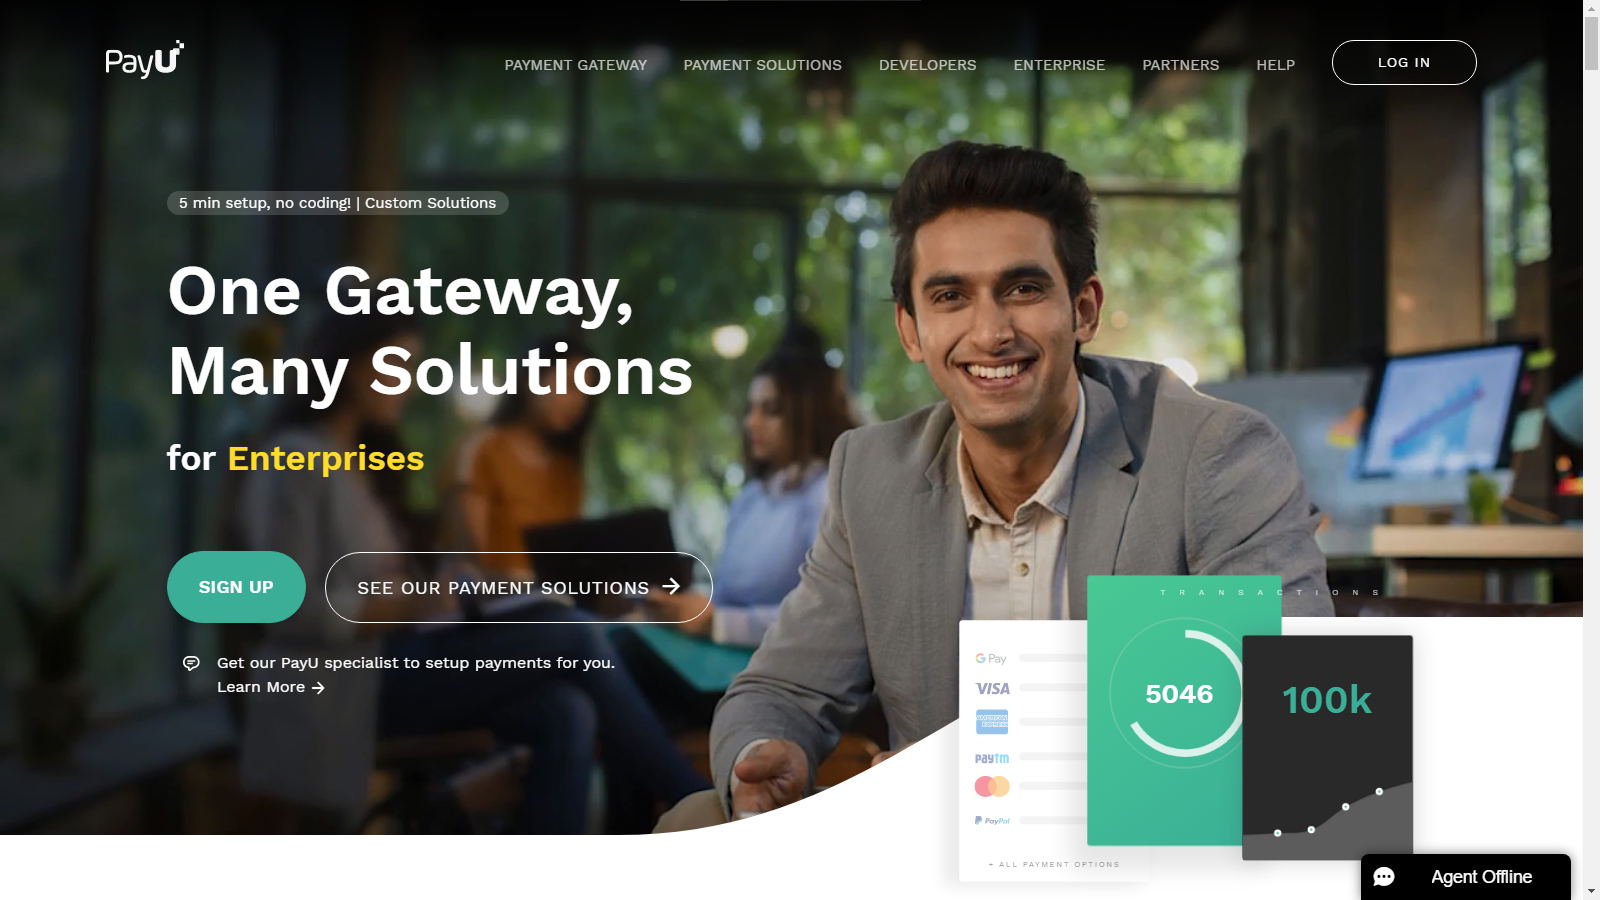 PayU
PAYMENT GATEWAY
PAYMENT SOLUTIONS
DEVELOPERS
ENTERPRISE
PARTNERS
HELP
LOG IN
5 min setup, no coding! | Custom Solutions
One Gateway,
Many Solutions
for Enterprises
SIGN UP
SEE OUR PAYMENT SOLUTIONS
Get our PayU specialist to setup payments for you.
Learn More
TRANSACTIONS
G Pay
VISA
AMERICAN EXPRESS
paytm
PayPal
+ ALL PAYMENT OPTIONS
5046
100k
Agent Offline